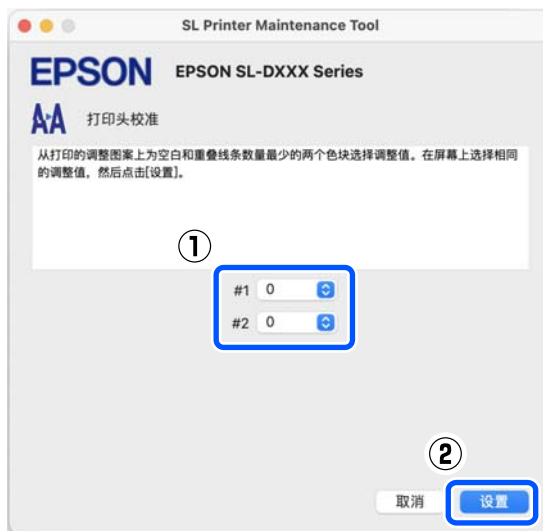 SL Printer Maintenance Tool
EPSON EPSON SL-DXXX Series
打印头校准
从打印的调整图案上为空白和重叠线条数量最少的两个色块选择调整值。在屏幕上选择相同
的调整值，然后点击[设置]。
①
#1 0
#2 0
②
取消 设置